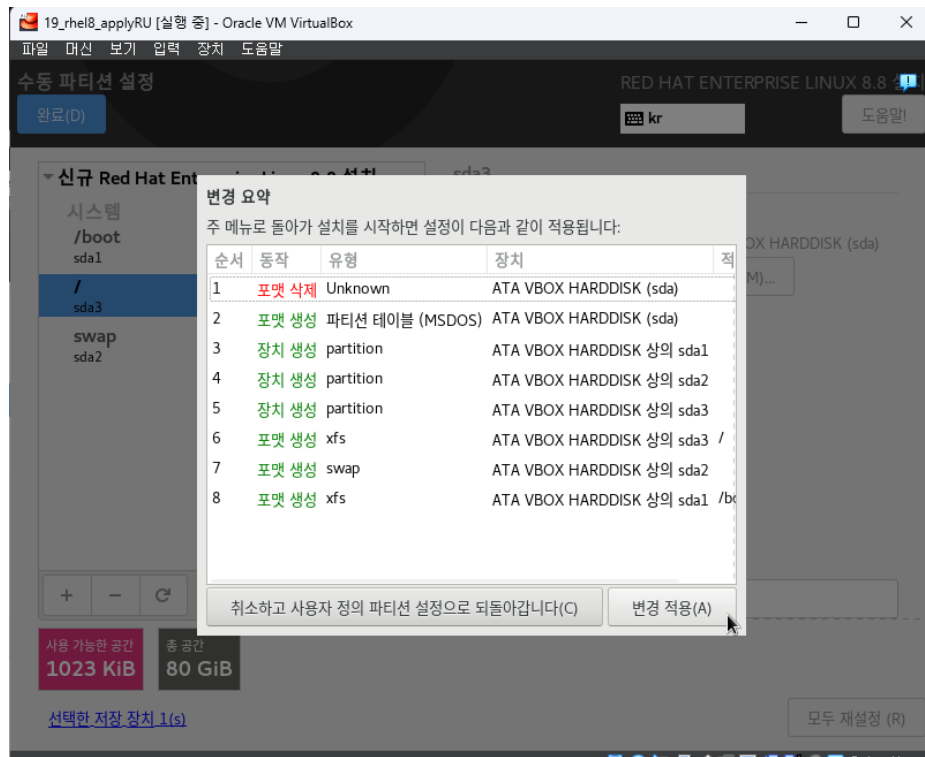 19_rhel8_applyRU [실행 중] - Oracle VM VirtualBox
파일 머신 보기 입력 장치 도움말
수동 파티션 설정
RED HAT ENTERPRISE LINUX 8.8
완료(D)
kr
도움말!
신규 Red Hat
sda3
시스템
/boot
sda1
/
sda3
swap
sda2
변경 요약
주 메뉴로 돌아가 설치를 시작하면 설정이 다음과 같이 적용됩니다:
순서 동작 유형 장치 적
1 포맷 삭제 Unknown ATA VBOX HARDDISK (sda)
2 포맷 생성 파티션 테이블 (MSDOS) ATA VBOX HARDDISK (sda)
3 장치 생성 partition ATA VBOX HARDDISK 상의 sda1
4 장치 생성 partition ATA VBOX HARDDISK 상의 sda2
5 장치 생성 partition ATA VBOX HARDDISK 상의 sda3
6 포맷 생성 xfs ATA VBOX HARDDISK 상의 sda3 /
7 포맷 생성 swap ATA VBOX HARDDISK 상의 sda2
8 포맷 생성 xfs ATA VBOX HARDDISK 상의 sda1
취소하고 사용자 정의 파티션 설정으로 되돌아갑니다(C)
변경 적용(A)
HARDDISK (sda)
M)...
사용 가능한 공간
1023 KiB
총 공간
80 GiB
선택한 저장 장치 1(s)
모두 재설정 (R)